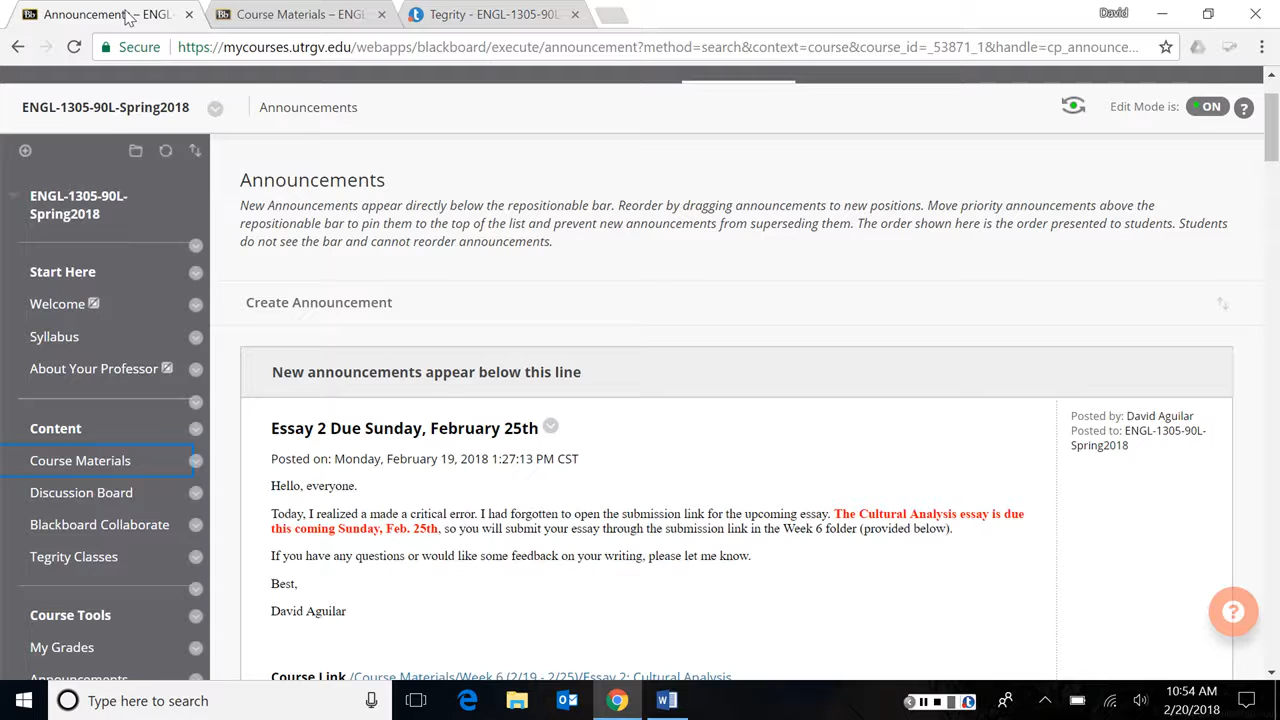 Announcements – ENGL-
Course Materials – ENGL
Tegrity - ENGL-1305-90L
David
Secure
https://mycourses.utrgv.edu/webapps/blackboard/execute/announcement?method=search&context=course&course_id=_53871_1&handle=cp_announce...
ENGL-1305-90L-Spring2018
Announcements
Edit Mode is:
ON
?
ENGL-1305-90L-
Spring2018
Start Here
Welcome
Syllabus
About Your Professor
Content
Course Materials
Discussion Board
Blackboard Collaborate
Tegrity Classes
Course Tools
My Grades
Announcements
Announcements
New Announcements appear directly below the repositionable bar. Reorder by dragging announcements to new positions. Move priority announcements above the
repositionable bar to pin them to the top of the list and prevent new announcements from superseding them. The order shown here is the order presented to students. Students
do not see the bar and cannot reorder announcements.
Create Announcement
New announcements appear below this line
Essay 2 Due Sunday, February 25th
Posted on: Monday, February 19, 2018 1:27:13 PM CST
Hello, everyone.
Today, I realized a made a critical error. I had forgotten to open the submission link for the upcoming essay. The Cultural Analysis essay is due
this coming Sunday, Feb. 25th, so you will submit your essay through the submission link in the Week 6 folder (provided below).
If you have any questions or would like some feedback on your writing, please let me know.
Best,
David Aguilar
Course Link /Course Materials/Week 6 (2/19 - 2/25)/Essay 2: Cultural Analysis
Posted by: David Aguilar
Posted to: ENGL-1305-90L-
Spring2018
?
Type here to search
10:54 AM
2/20/2018